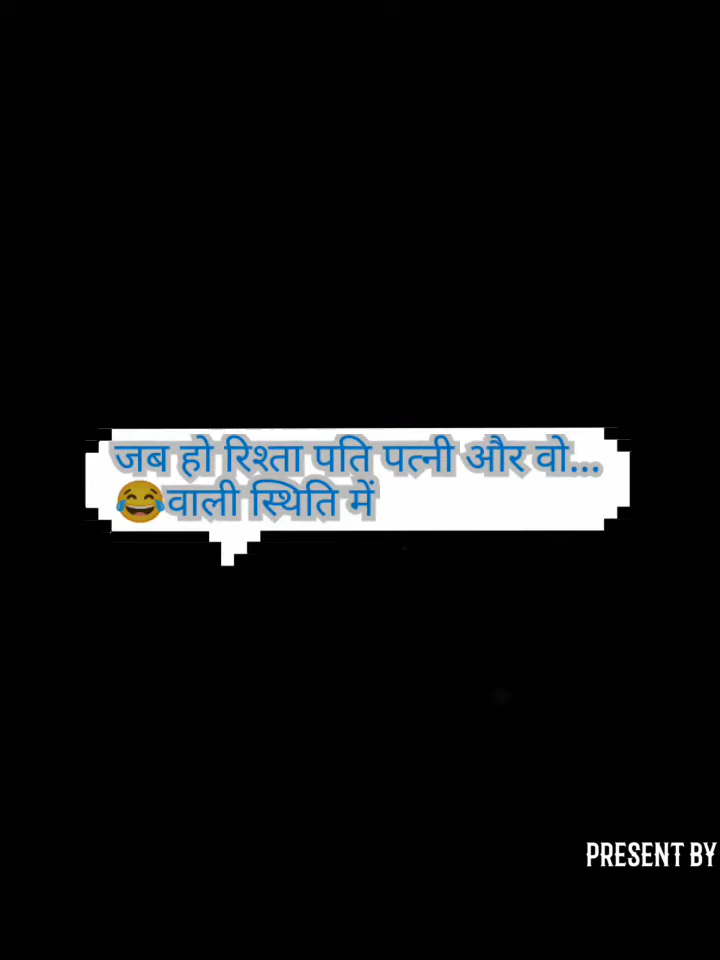 जब हो रिश्ता पति पत्नी और वो...
😂वाली स्थिति में
PRESENT BY